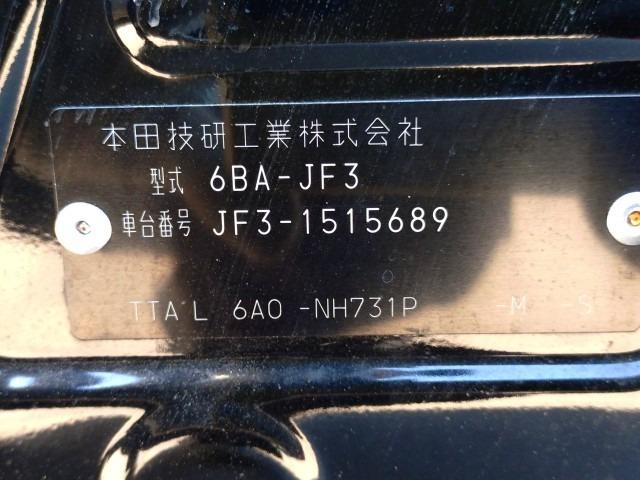 本田技研工業株式会社
型式 6BA-JF3
車台番号 JF3-1515689
TTA L 6A0 -NH731P -M -S